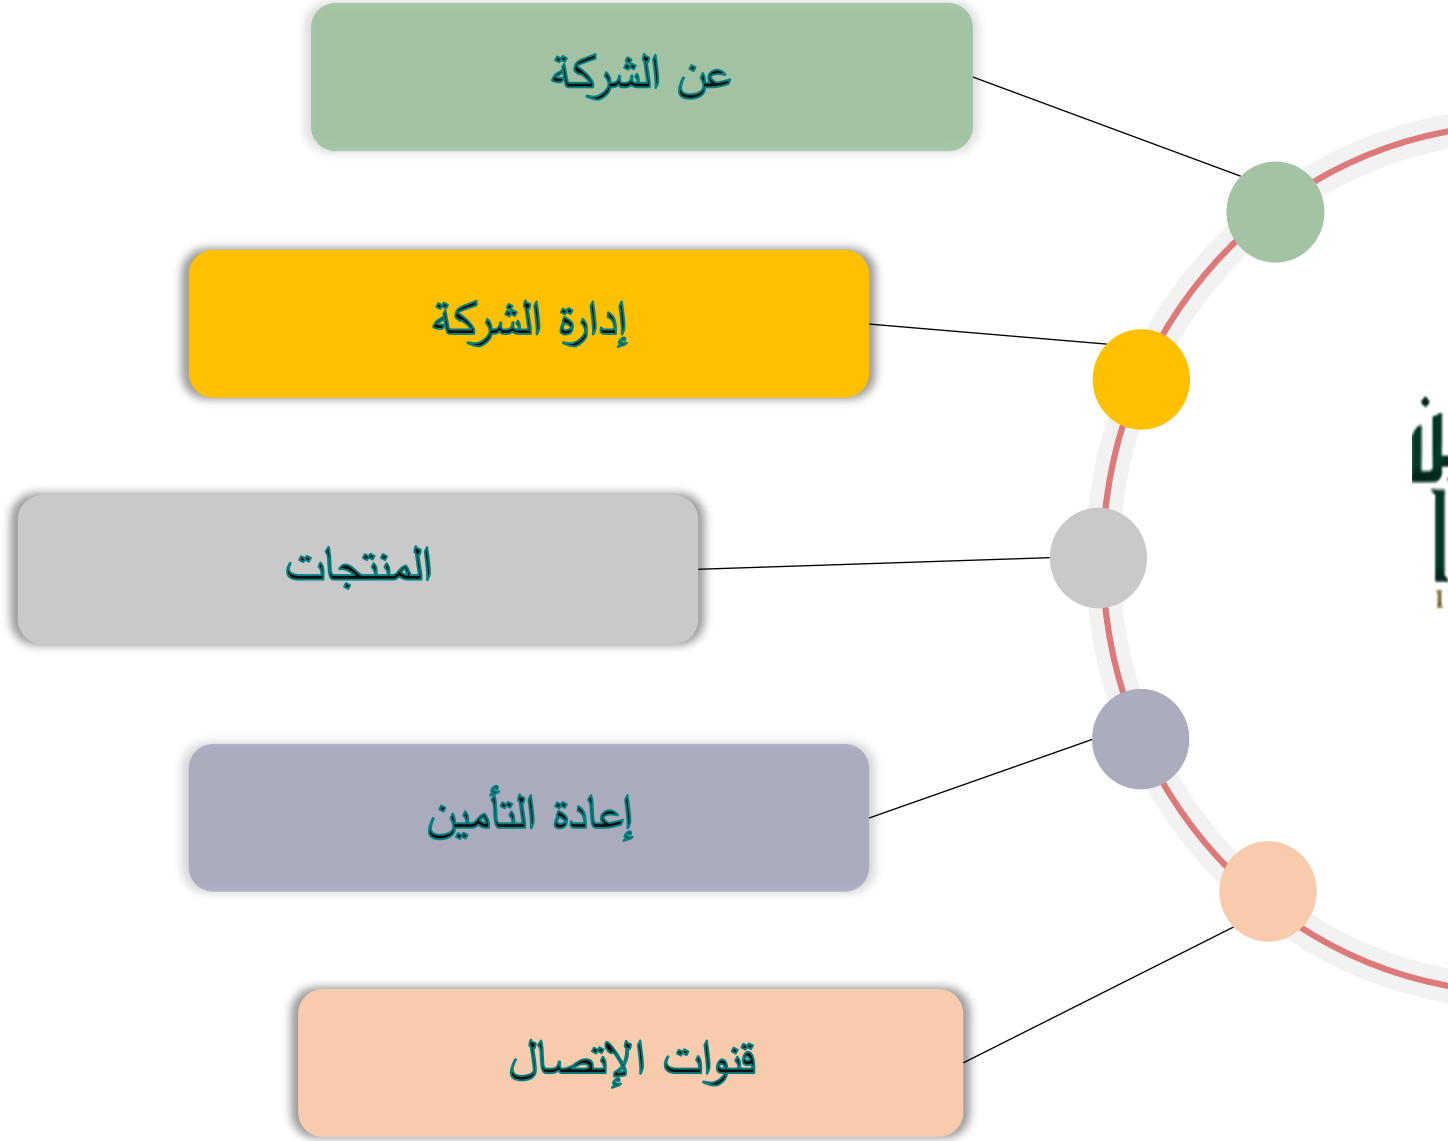 عن الشركة
إدارة الشركة
المنتجات
إعادة التأمين
قنوات الإتصال